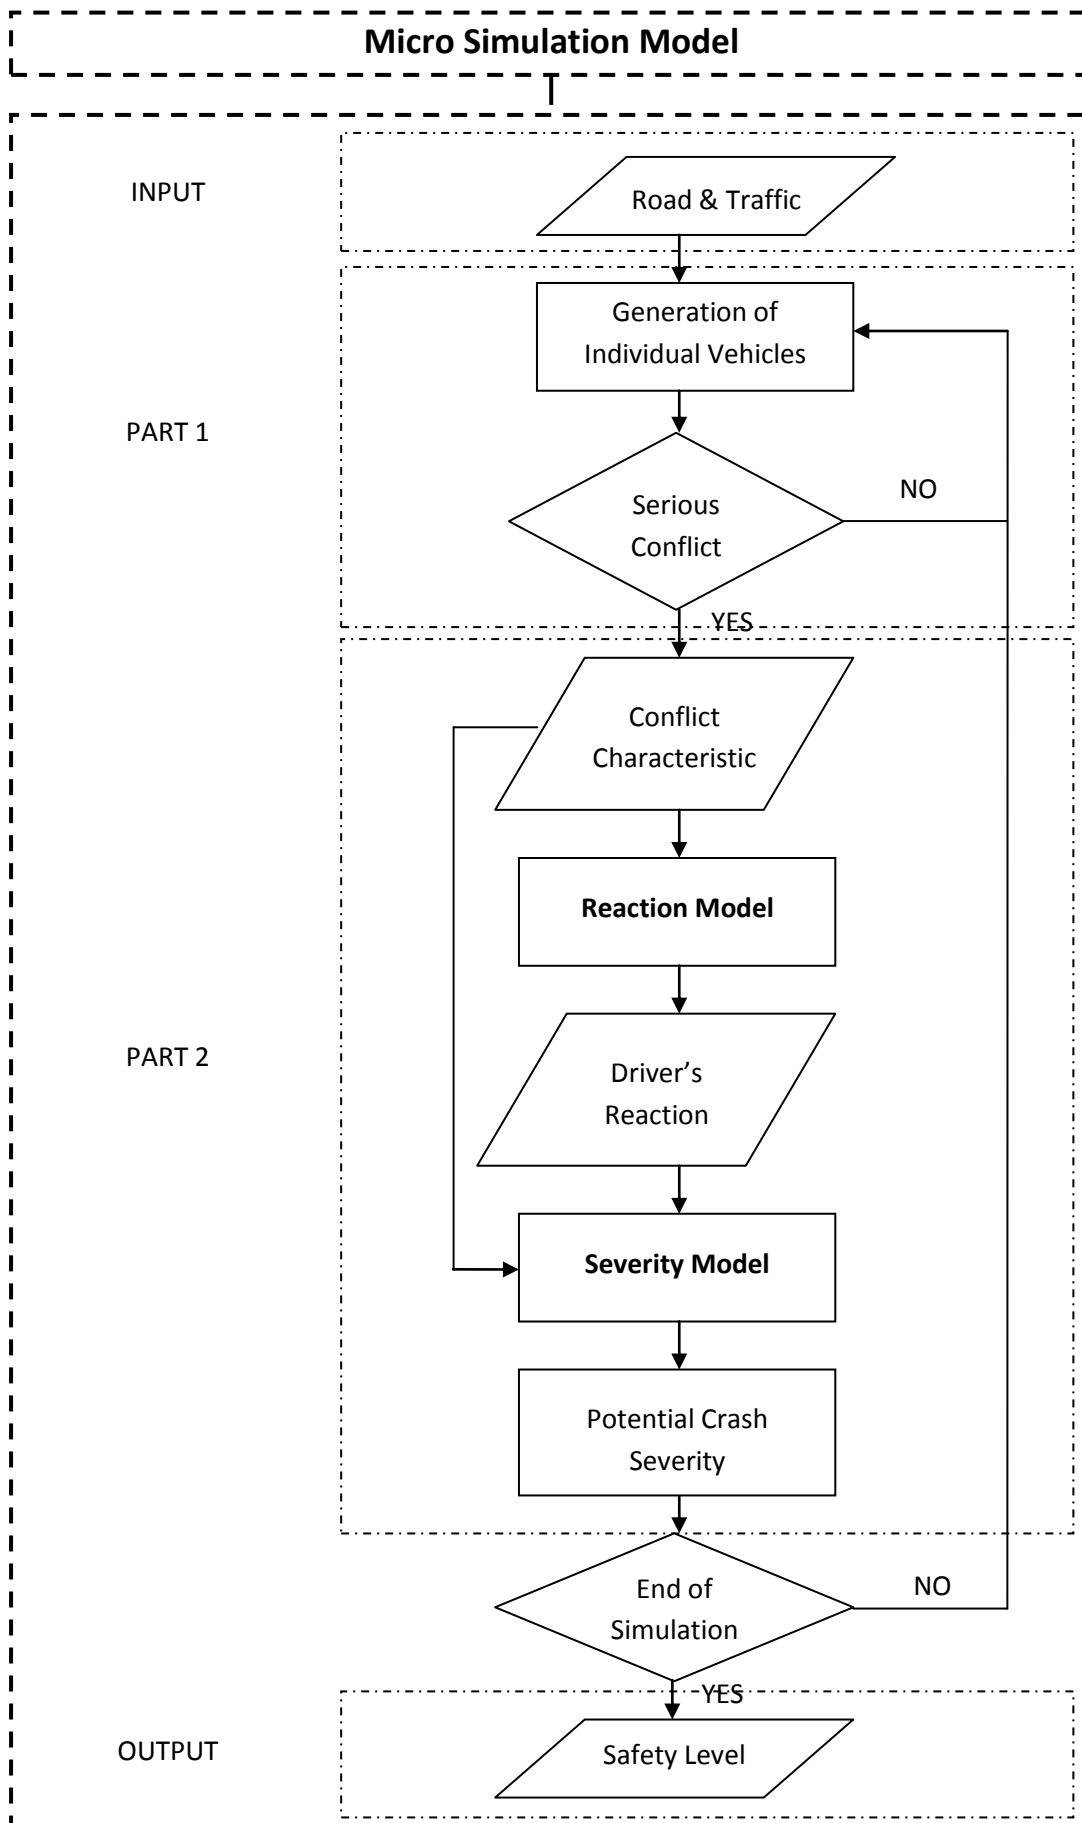 Micro Simulation Model
INPUT
Road & Traffic
Generation of
Individual Vehicles
PART 1
NO
Serious
Conflict
YES
Conflict
Characteristic
Reaction Model
PART 2
Driver’s
Reaction
Severity Model
Potential Crash
Severity
End of
Simulation
NO
YES
OUTPUT
Safety Level